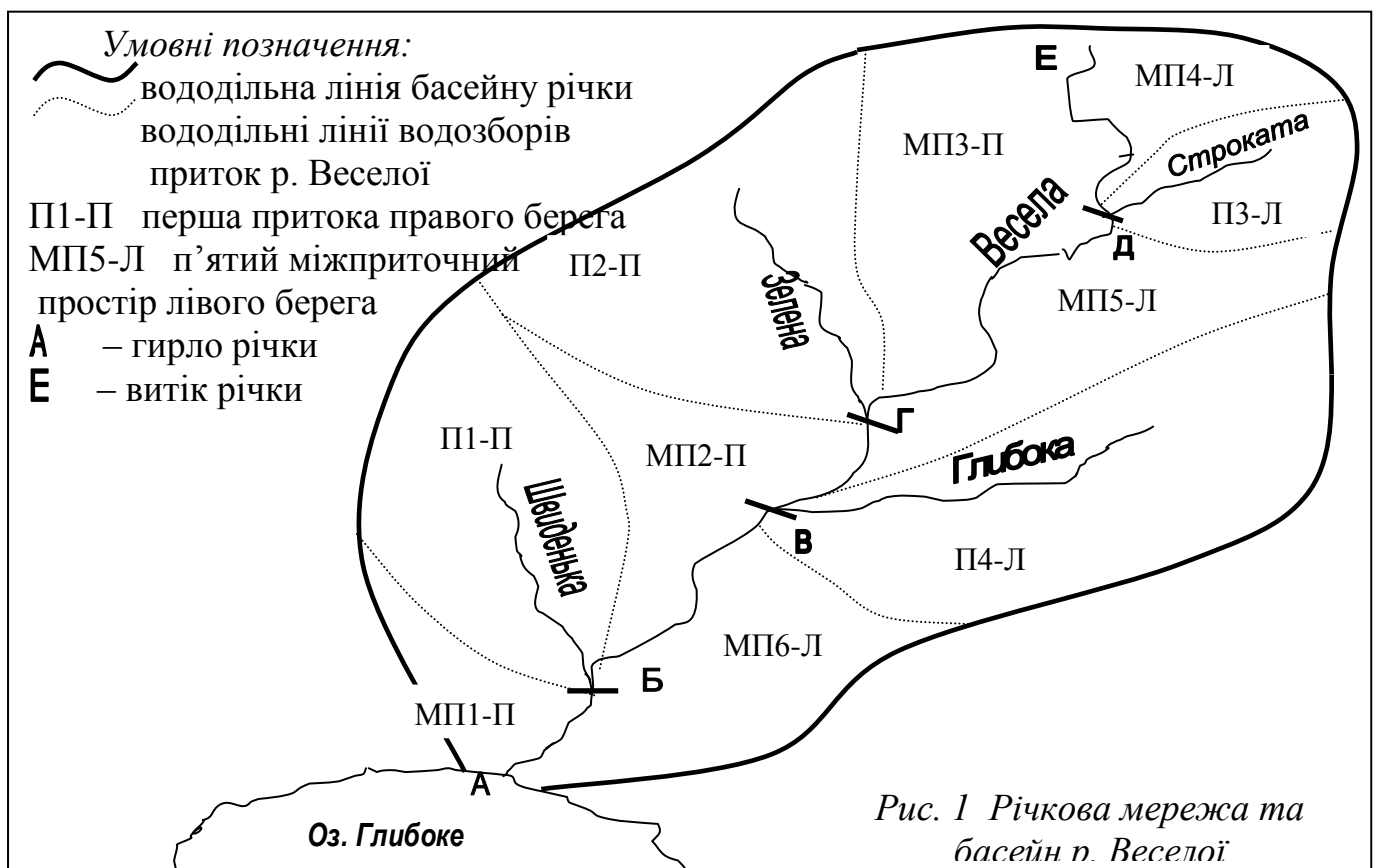 Умовні позначення:
вододільна лінія басейну річки
вододільні лінії водозборів
приток р. Веселої
П1-П перша притока правого берега
МП5-Л п’ятий міжприточний
простір лівого берега
А – гирло річки
Е – витік річки
Е
МП4-Л
МП3-П
Строката
Весела
П3-Л
Д
П2-П
Зелена
МП5-Л
Г
П1-П
МП2-П
Глибока
Швиденька
В
П4-Л
МП6-Л
Б
МП1-П
А
Оз. Глибоке
Рис. 1 Річкова мережа та
басейн р. Веселої